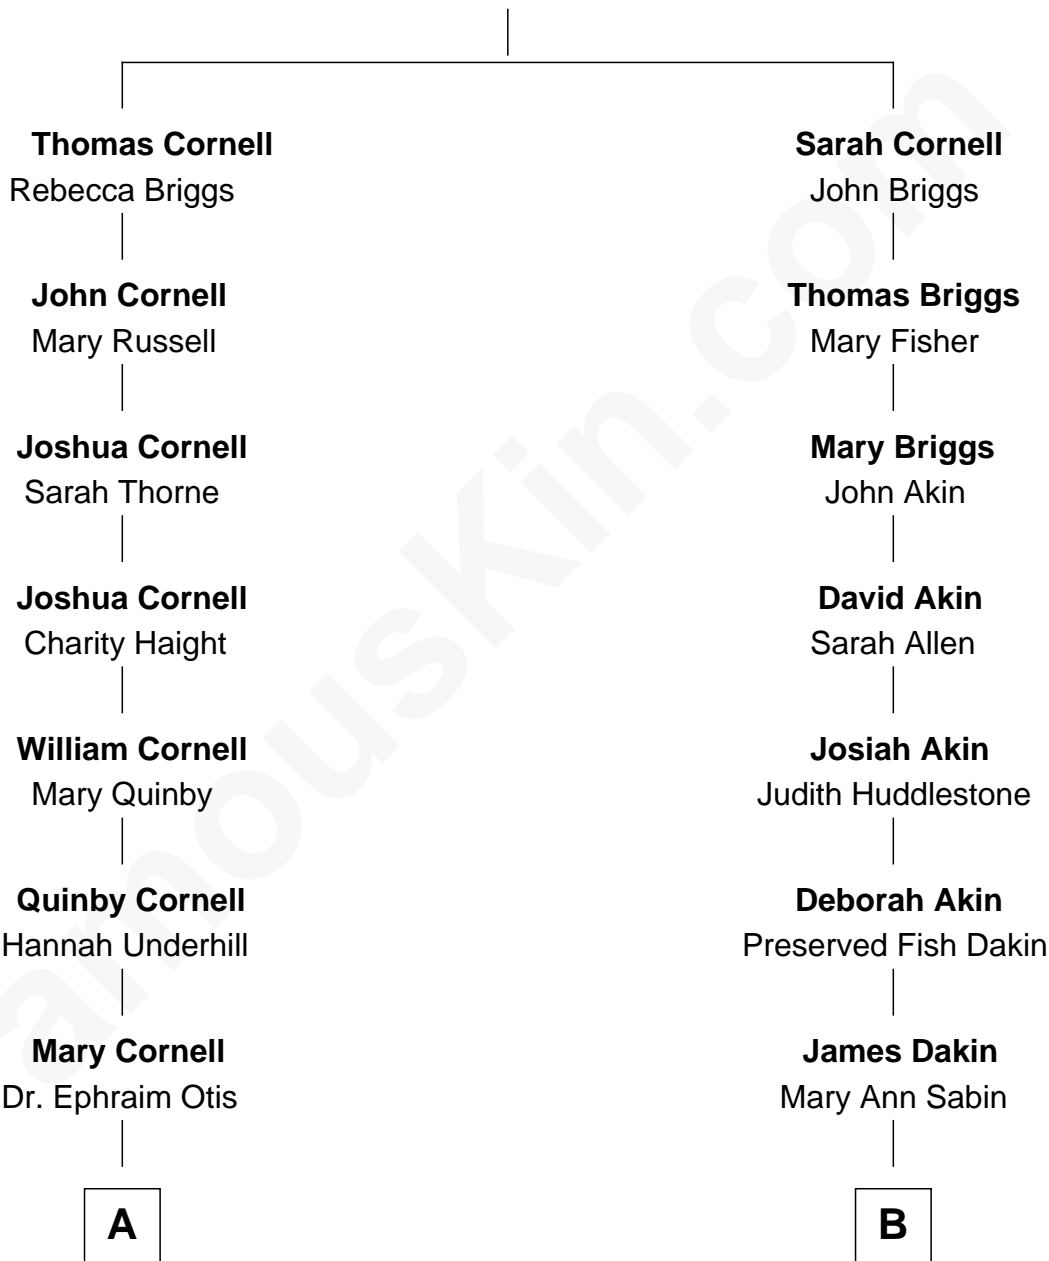 Thomas Cornell
Rebecca Briggs
John Cornell
Mary Russell
Joshua Cornell
Sarah Thorne
Joshua Cornell
Charity Haight
William Cornell
Mary Quinby
Quinby Cornell
Hannah Underhill
Mary Cornell
Dr. Ephraim Otis
A
Sarah Cornell
John Briggs
Thomas Briggs
Mary Fisher
Mary Briggs
John Akin
David Akin
Sarah Allen
Josiah Akin
Judith Huddlestone
Deborah Akin
Preserved Fish Dakin
James Dakin
Mary Ann Sabin
B
amouskin.com